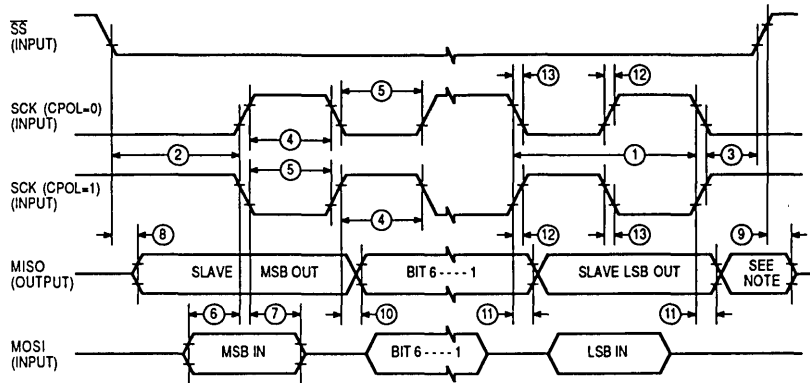 SS
(INPUT)
⑬ ⑫
⑤
SCK (CPOL=0)
(INPUT)
④
② ① ③
⑤
SCK (CPOL=1)
(INPUT)
④
⑧ ⑫ ⑬ ⑨
MISO
(OUTPUT)
SLAVE MSB OUT
BIT 6 - - - - 1
SLAVE LSB OUT
SEE
NOTE
⑥ ⑦ ⑩ ⑪ ⑪
MOSI
(INPUT)
MSB IN
BIT 6 - - - - 1
LSB IN